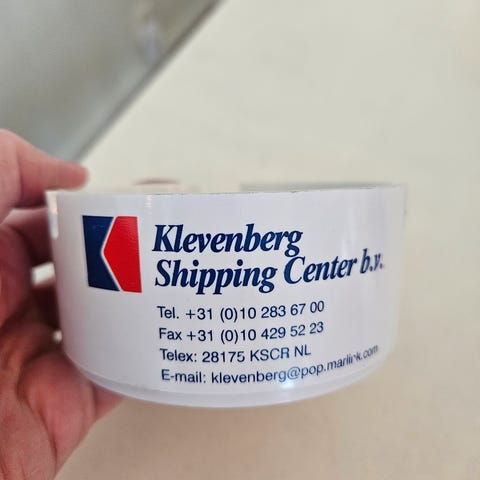 Klevenberg
Shipping Center b.v.
Tel. +31 (0)10 283 67 00
Fax +31 (0)10 429 52 23
Telex: 28175 KSCR NL
E-mail: klevenberg@pop.marlink.com